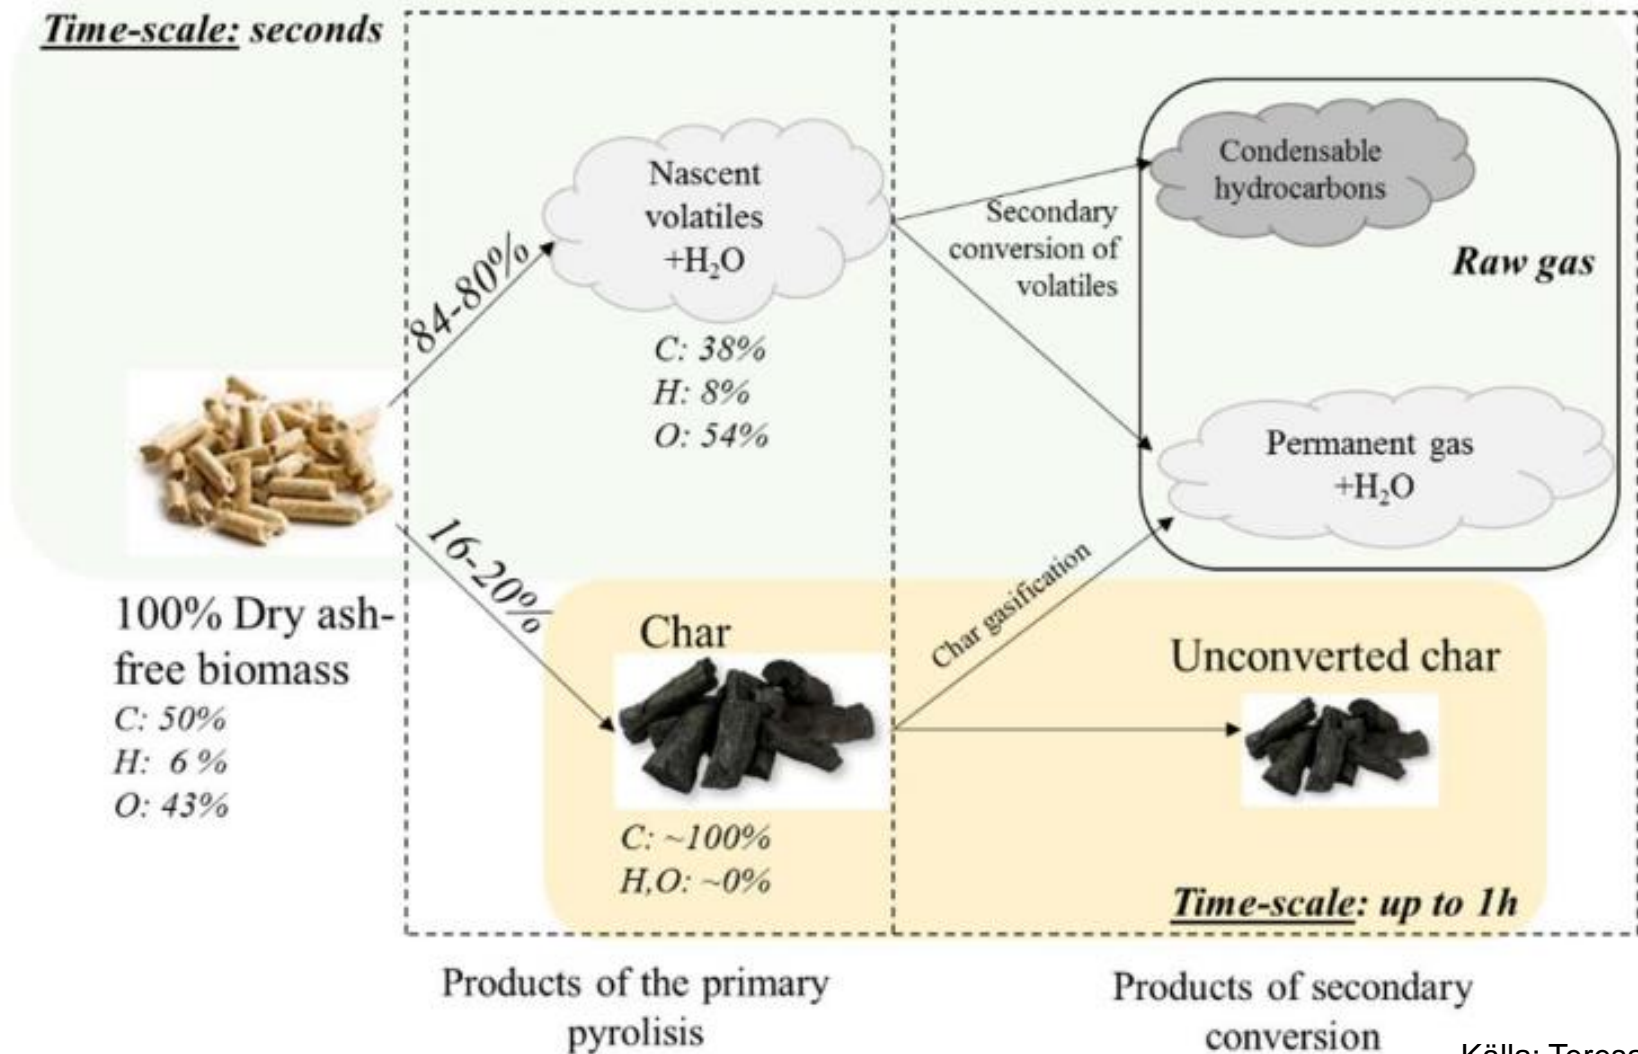 Time-scale: seconds
84-80%
Nascent
volatiles
+H₂O
C: 38%
H: 8%
O: 54%
Secondary
conversion of
volatiles
Condensable
hydrocarbons
Raw gas
Permanent gas
+H₂O
100% Dry ash-
free biomass
C: 50%
H: 6 %
O: 43%
16-20%
Char
C: ~100%
H,O: ~0%
Char gasification
Unconverted char
Time-scale: up to 1h
Products of the primary
pyrolisis
Products of secondary
conversion
Källa: